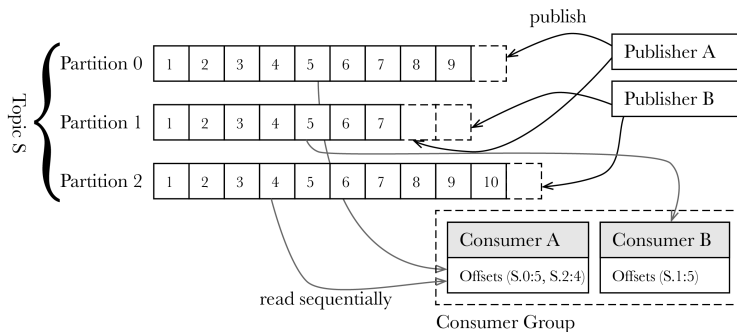 publish
Publisher A
Topic S
Partition 0
1 2 3 4 5 6 7 8 9
Publisher B
Partition 1
1 2 3 4 5 6 7
Partition 2
1 2 3 4 5 6 7 8 9 10
Consumer A
Consumer B
Offsets (S.0:5, S.2:4)
Offsets (S.1:5)
read sequentially
Consumer Group